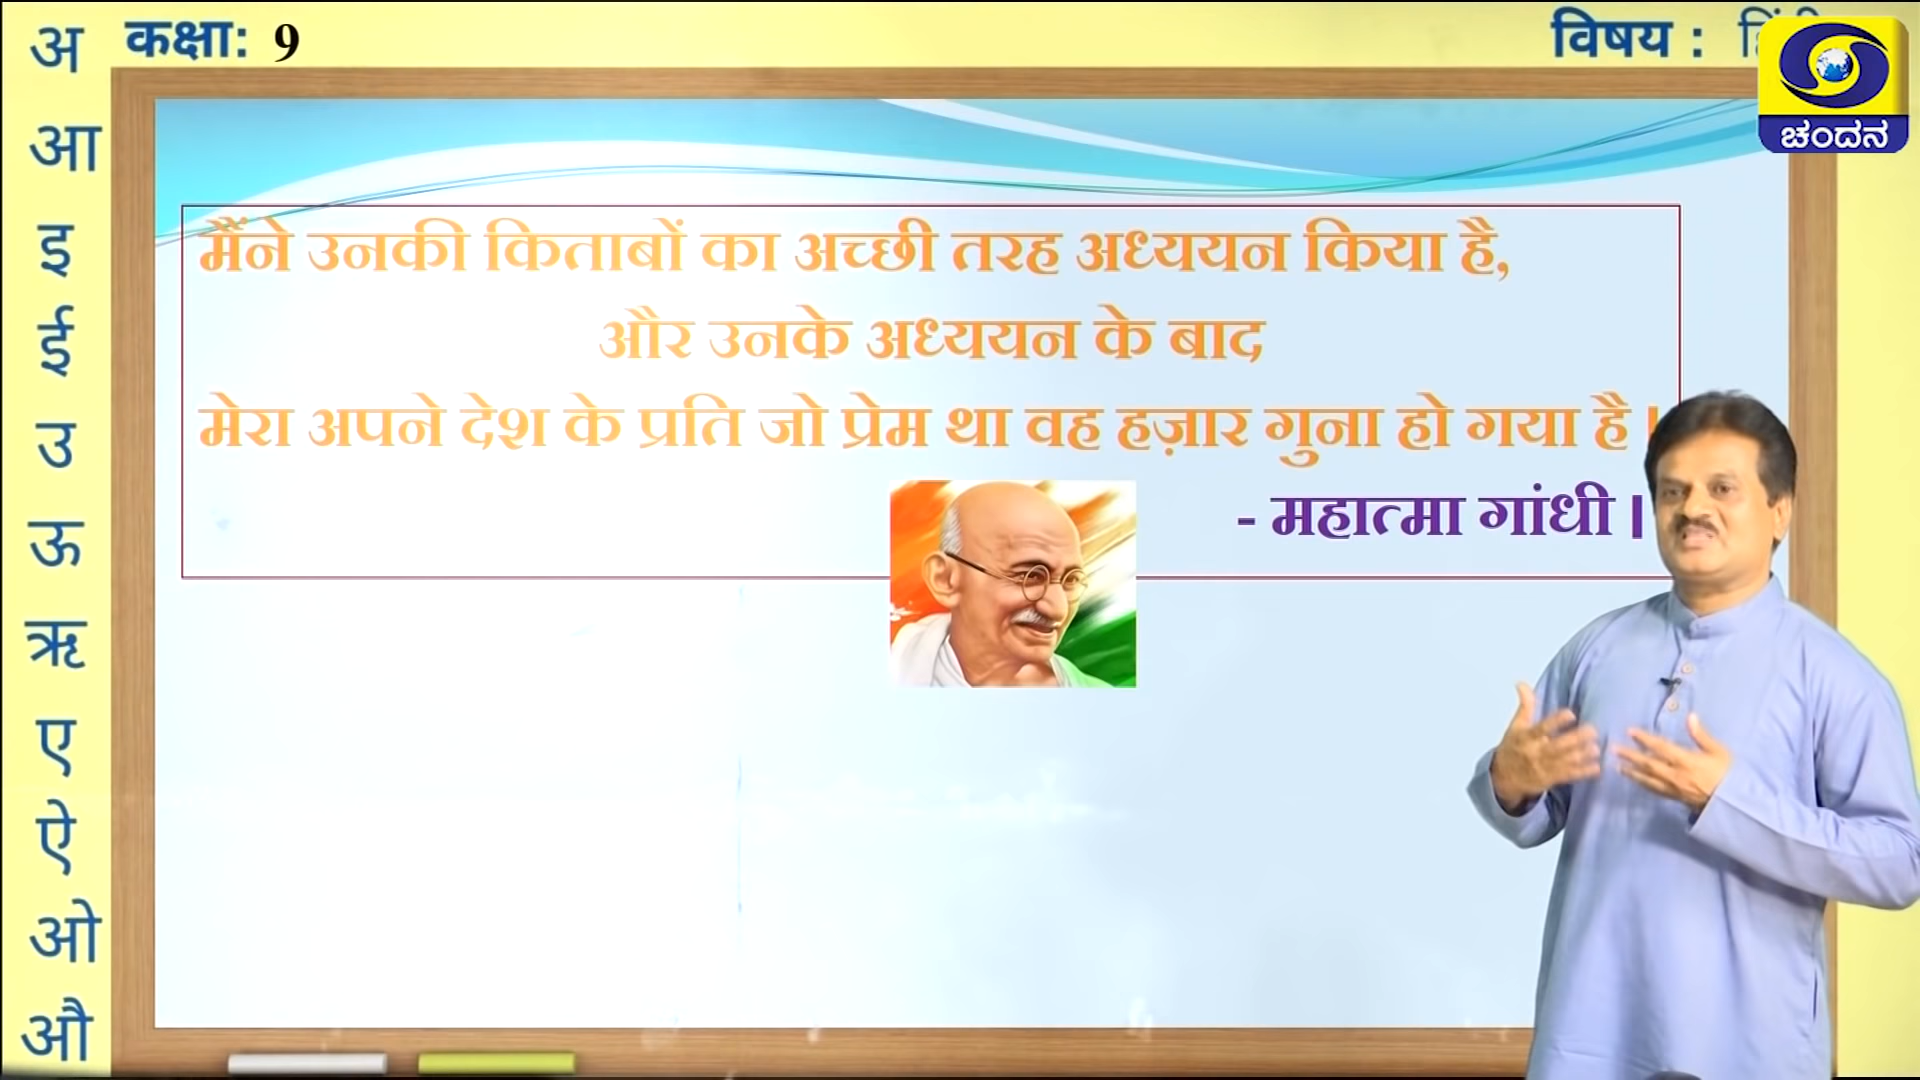 कक्षा: 9
विषय :
ಚಂದನ
मैंने उनकी किताबों का अच्छी तरह अध्ययन किया है,
और उनके अध्ययन के बाद
मेरा अपने देश के प्रति जो प्रेम था वह हज़ार गुना हो गया है ।
- महात्मा गांधी ।
अ
आ
इ
ई
उ
ऊ
ऋ
ए
ऐ
ओ
औ